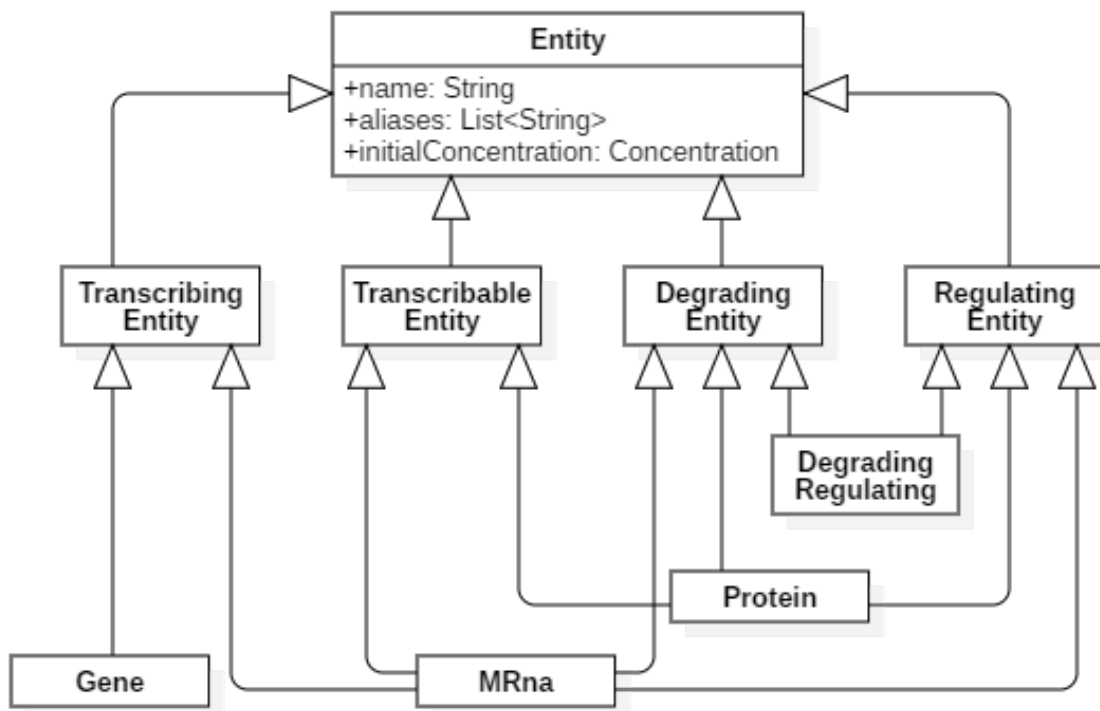 Entity
+name: String
+aliases: List<String>
+initialConcentration: Concentration
Transcribing
Entity
Transcribable
Entity
Degrading
Entity
Regulating
Entity
Degrading
Regulating
Protein
Gene
MRna